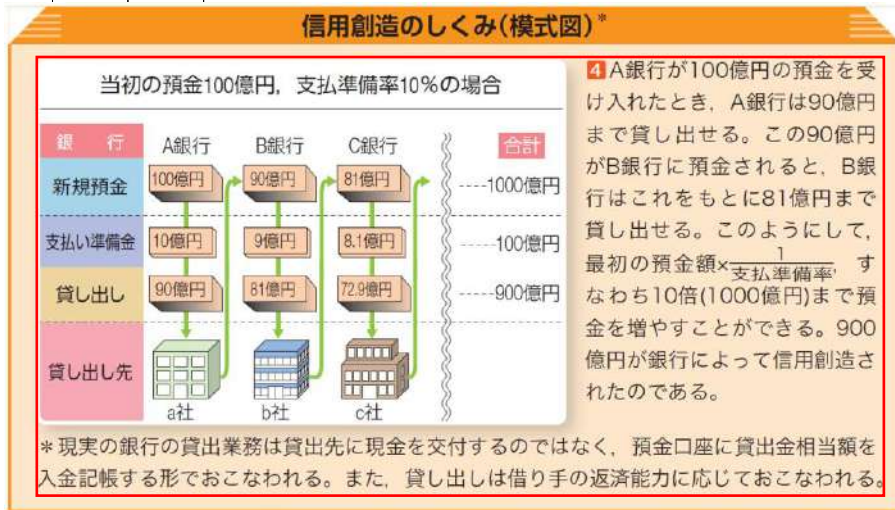 信用創造のしくみ(模式図)*
当初の預金100億円，支払準備率10％の場合
銀 行 A銀行 B銀行 C銀行 合計
新規預金 100億円 90億円 81億円 ----1000億円
支払い準備金 10億円 9億円 8.1億円 ----100億円
貸し出し 90億円 81億円 72.9億円 ----900億円
貸し出し先
a社 b社 c社
4 A銀行が100億円の預金を受
け入れたとき，A銀行は90億円
まで貸し出せる。この90億円
がB銀行に預金されると，B銀
行はこれをもとに81億円まで
貸し出せる。このようにして，
最初の預金額×1/支払準備率，す
なわち10倍(1000億円)まで預
金を増やすことができる。900
億円が銀行によって信用創造さ
れたのである。
*現実の銀行の貸出業務は貸出先に現金を交付するのではなく，預金口座に貸出金相当額を
入金記帳する形でおこなわれる。また，貸し出しは借り手の返済能力に応じておこなわれる。